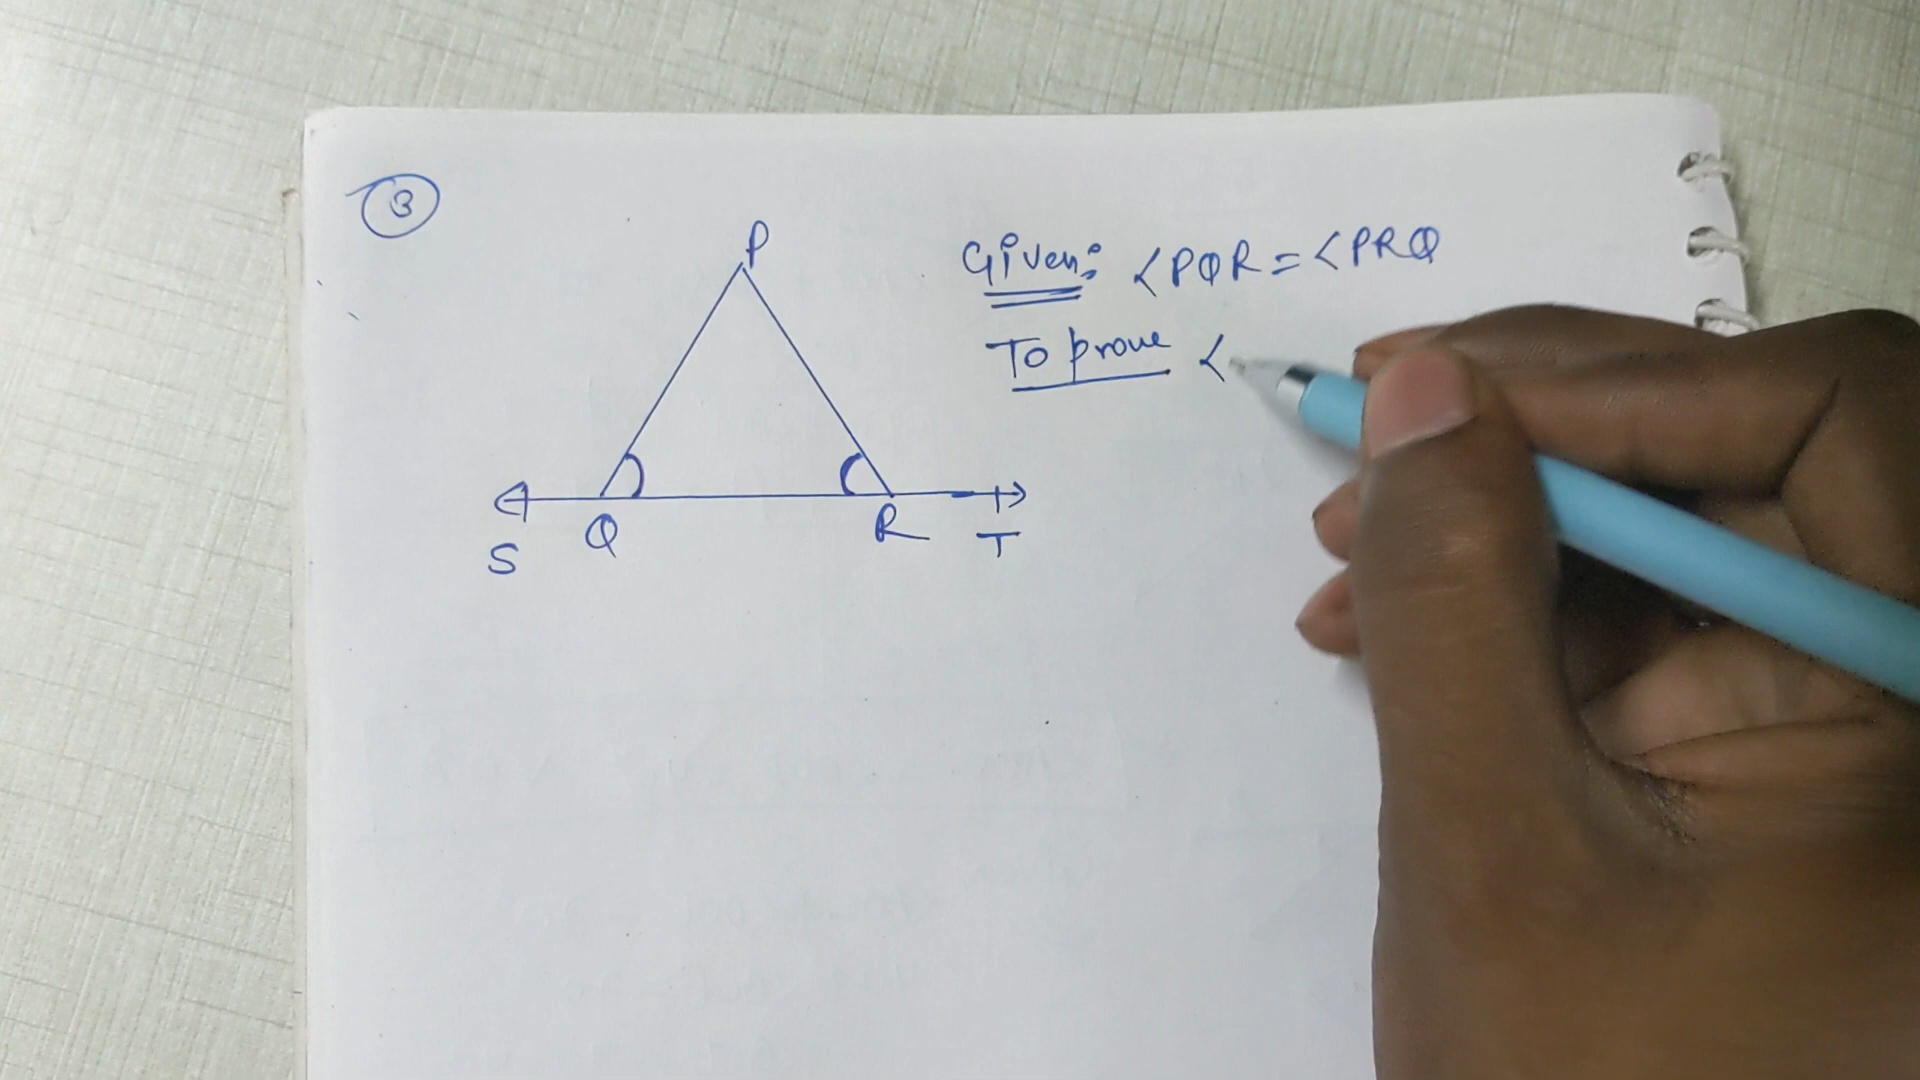 3
P
Given: ∠PQR = ∠PRQ
To prove ∠
Q R T
S